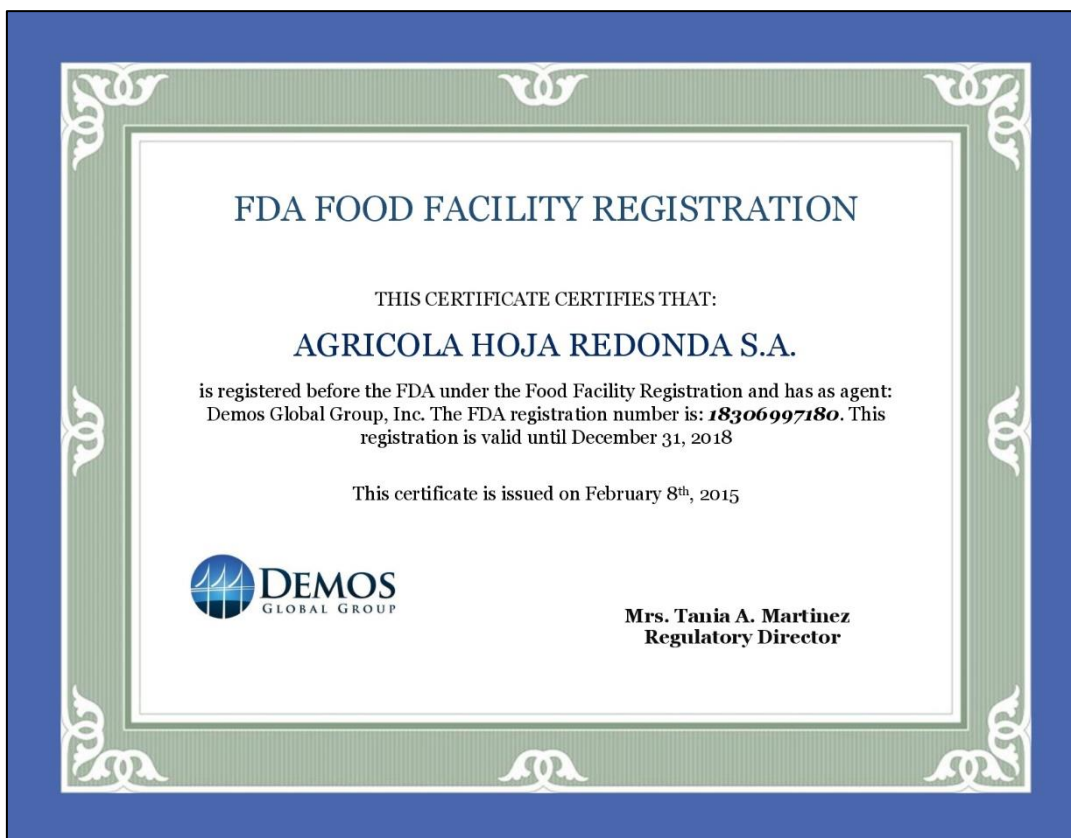 FDA FOOD FACILITY REGISTRATION
THIS CERTIFICATE CERTIFIES THAT:
AGRICOLA HOJA REDONDA S.A.
is registered before the FDA under the Food Facility Registration and has as agent:
Demos Global Group, Inc. The FDA registration number is: 18306997180. This
registration is valid until December 31, 2018
This certificate is issued on February 8th, 2015
DEMOS
GLOBAL GROUP
Mrs. Tania A. Martinez
Regulatory Director